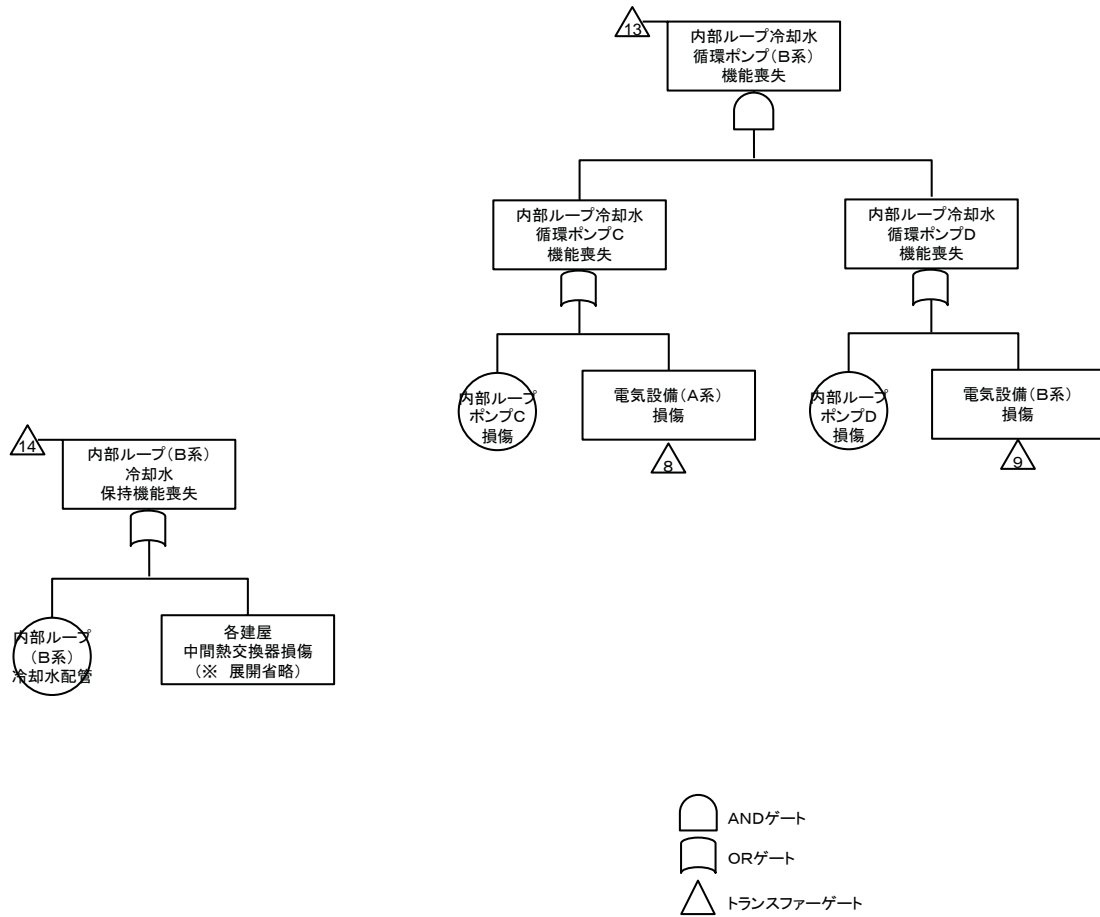 13
内部ループ冷却水
循環ポンプ(B系)
機能喪失
内部ループ冷却水
循環ポンプC
機能喪失
内部ループ冷却水
循環ポンプD
機能喪失
内部ループ
ポンプC
損傷
電気設備(A系)
損傷
8
内部ループ
ポンプD
損傷
電気設備(B系)
損傷
9
14
内部ループ(B系)
冷却水
保持機能喪失
内部ループ
(B系)
冷却水配管
各建屋
中間熱交換器損傷
(※ 展開省略)
ANDゲート
ORゲート
トランスファーゲート